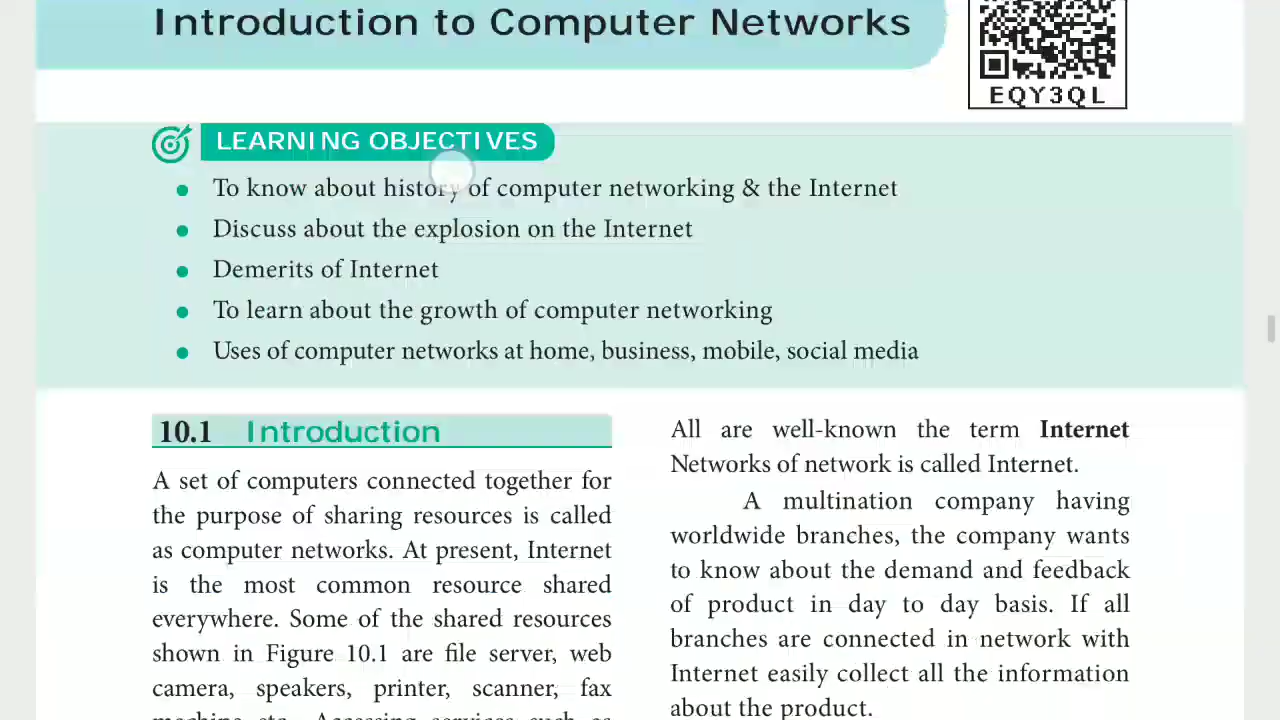 Introduction to Computer Networks
EQY3QL
LEARNING OBJECTIVES
To know about history of computer networking & the Internet
Discuss about the explosion on the Internet
Demerits of Internet
To learn about the growth of computer networking
Uses of computer networks at home, business, mobile, social media
10.1 Introduction
A set of computers connected together for
the purpose of sharing resources is called
as computer networks. At present, Internet
is the most common resource shared
everywhere. Some of the shared resources
shown in Figure 10.1 are file server, web
camera, speakers, printer, scanner, fax
machine etc. Accessing services such as
All are well-known the term Internet
Networks of network is called Internet.
A multination company having
worldwide branches, the company wants
to know about the demand and feedback
of product in day to day basis. If all
branches are connected in network with
Internet easily collect all the information
about the product.